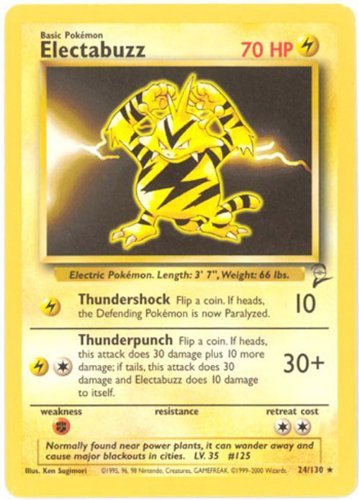 Basic Pokémon
Electabuzz 70 HP
Electric Pokémon. Length: 3' 7", Weight: 66 lbs.
Thundershock Flip a coin. If heads,
the Defending Pokémon is now Paralyzed.
10
Thunderpunch Flip a coin. If heads,
this attack does 30 damage plus 10 more
damage; if tails, this attack does 30
damage and Electabuzz does 10 damage
to itself.
30+
weakness resistance retreat cost
Normally found near power plants, it can wander away and
cause major blackouts in cities. LV. 35 #125
Illus. Ken Sugimori ©1995, 96, 98 Nintendo, Creatures, GAMEFREAK. ©1999-2000 Wizards. 24/130 ★